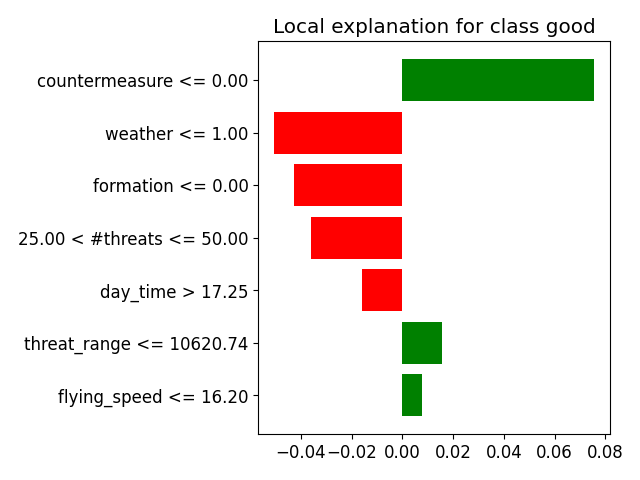 Local explanation for class good
countermeasure <= 0.00
weather <= 1.00
formation <= 0.00
25.00 < #threats <= 50.00
day_time > 17.25
threat_range <= 10620.74
flying_speed <= 16.20
−0.04 −0.02 0.00 0.02 0.04 0.06 0.08